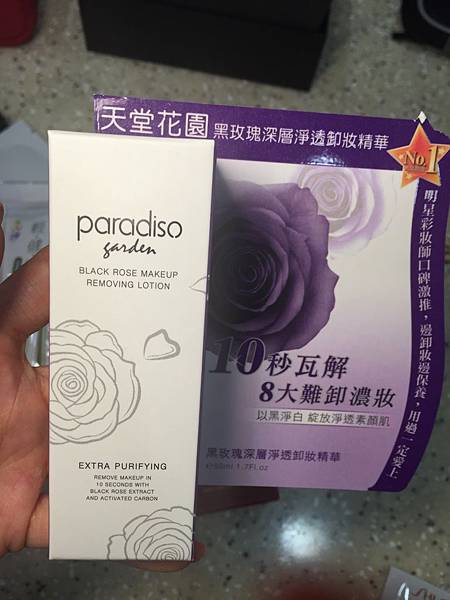 天堂花園 黑玫瑰深層淨透卸妝精華
No.1
明星彩妝師口碑激推，邊卸妝邊保養，用過一定愛上
paradiso
garden
BLACK ROSE MAKEUP
REMOVING LOTION
EXTRA PURIFYING
REMOVE MAKEUP IN
10 SECONDS WITH
BLACK ROSE EXTRACT
AND ACTIVATED CARBON
10秒瓦解
8大難卸濃妝
以黑淨白 綻放淨透素顏肌
黑玫瑰深層淨透卸妝精華
50ml 1.7Fl.oz